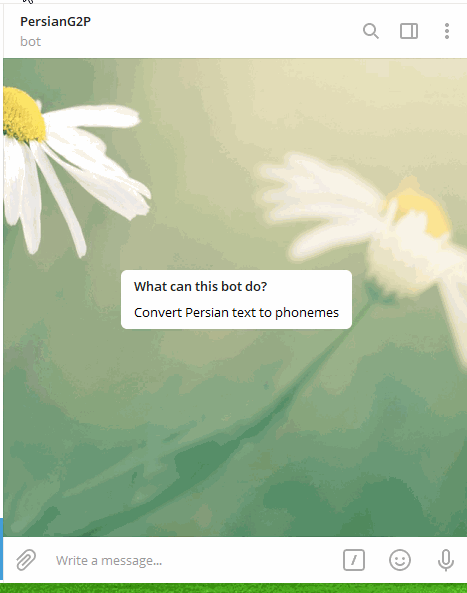 PersianG2P
bot
What can this bot do?
Convert Persian text to phonemes
Write a message...